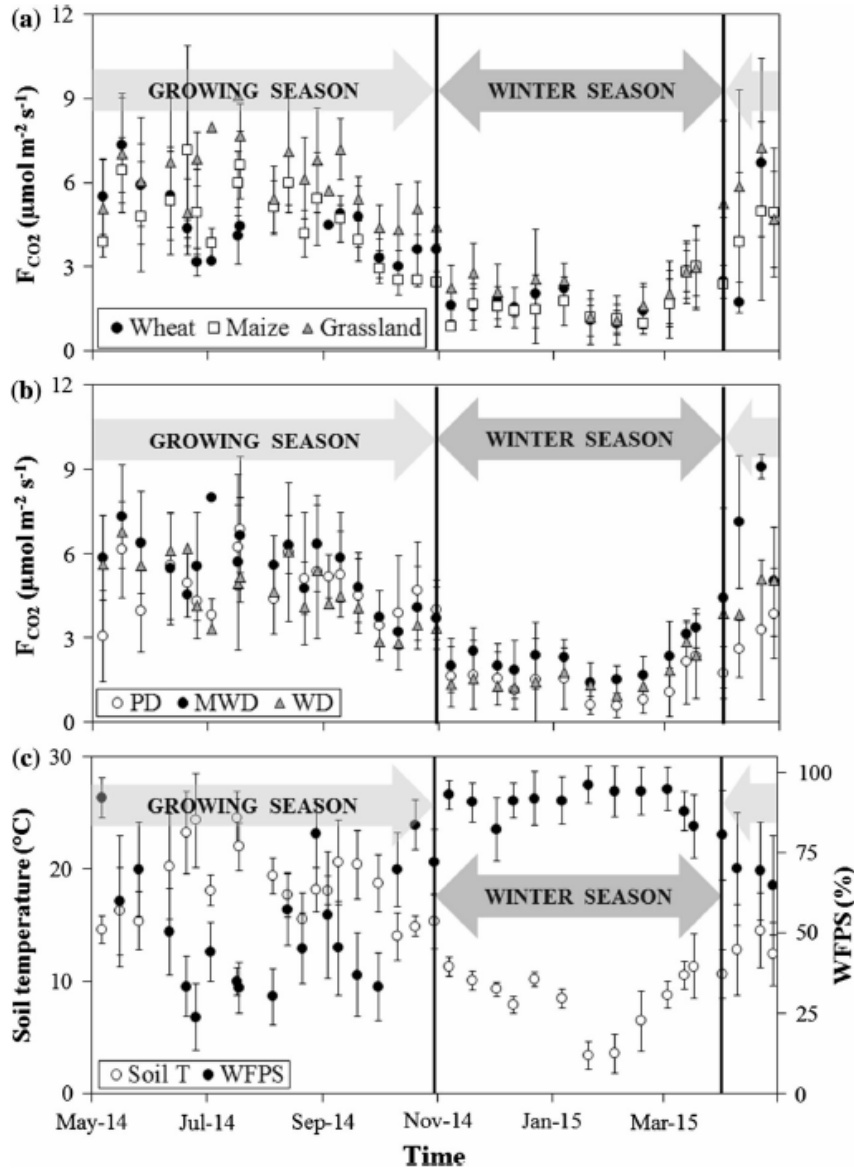 (a)
12
9
6
3
0
F_CO2 (μmol m⁻² s⁻¹)
GROWING SEASON
WINTER SEASON
Wheat Maize Grassland
(b)
12
9
6
3
0
F_CO2 (μmol m⁻² s⁻¹)
GROWING SEASON
WINTER SEASON
PD MWD WD
(c)
30
20
10
0
Soil temperature (°C)
GROWING SEASON
WINTER SEASON
100
75
50
25
0
WFPS (%)
Soil T WFPS
May-14 Jul-14 Sep-14 Nov-14 Jan-15 Mar-15
Time